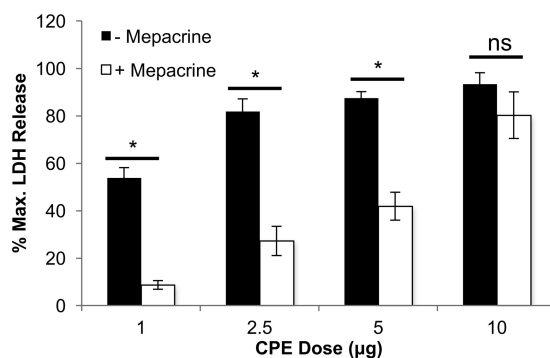 120
100
80
60
40
20
0
% Max. LDH Release
- Mepacrine
+ Mepacrine
*
*
*
ns
1 2.5 5 10
CPE Dose (µg)